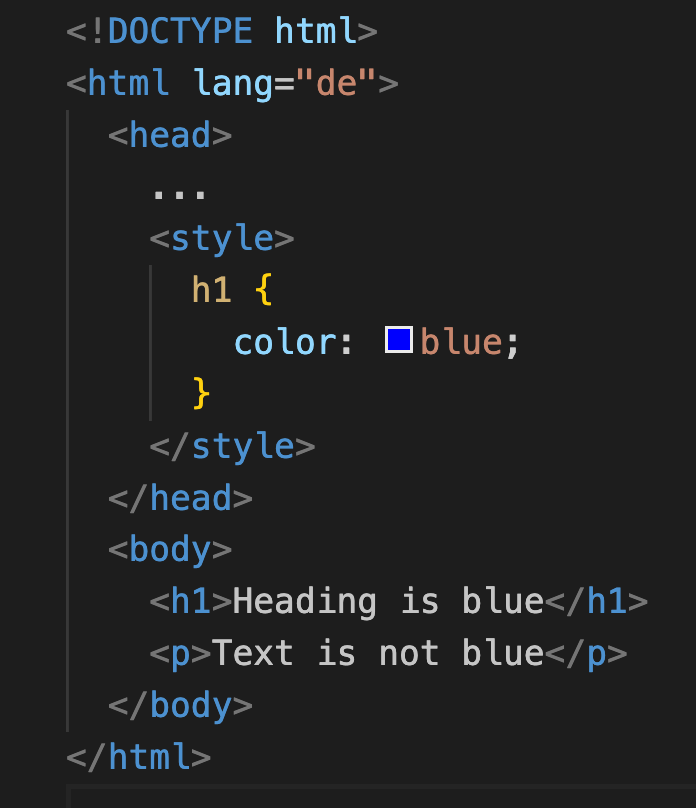 <!DOCTYPE html>
<html lang="de">
  <head>
    ...
    <style>
      h1 {
        color: blue;
      }
    </style>
  </head>
  <body>
    <h1>Heading is blue</h1>
    <p>Text is not blue</p>
  </body>
</html>